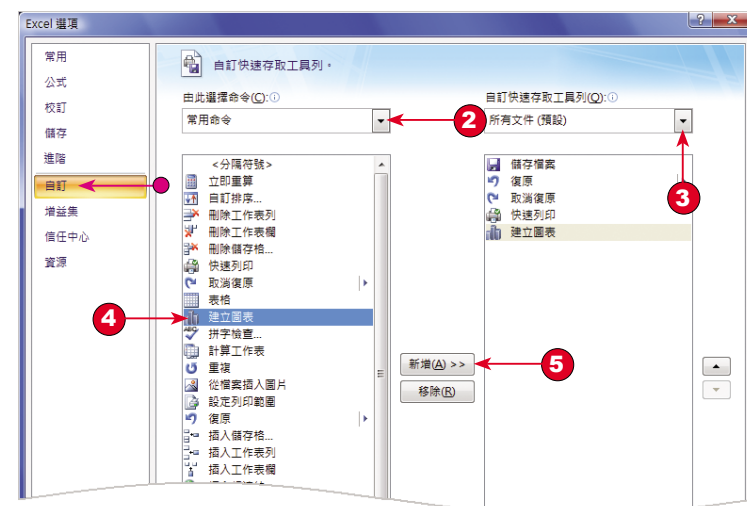 Excel 選項
常用
公式
校訂
儲存
進階
自訂
增益集
信任中心
資源
自訂快速存取工具列。
由此選擇命令(C):
常用命令
2
<分隔符號>
立即重算
自訂排序...
刪除工作表列
刪除工作表欄
刪除儲存格...
快速列印
取消復原
表格
4
建立圖表
拼字檢查...
計算工作表
重複
從檔案插入圖片
設定列印範圍
復原
插入儲存格...
插入工作表列
插入工作表欄
新增(A) >>
5
移除(R)
自訂快速存取工具列(Q):
所有文件 (預設)
3
儲存檔案
復原
取消復原
快速列印
建立圖表